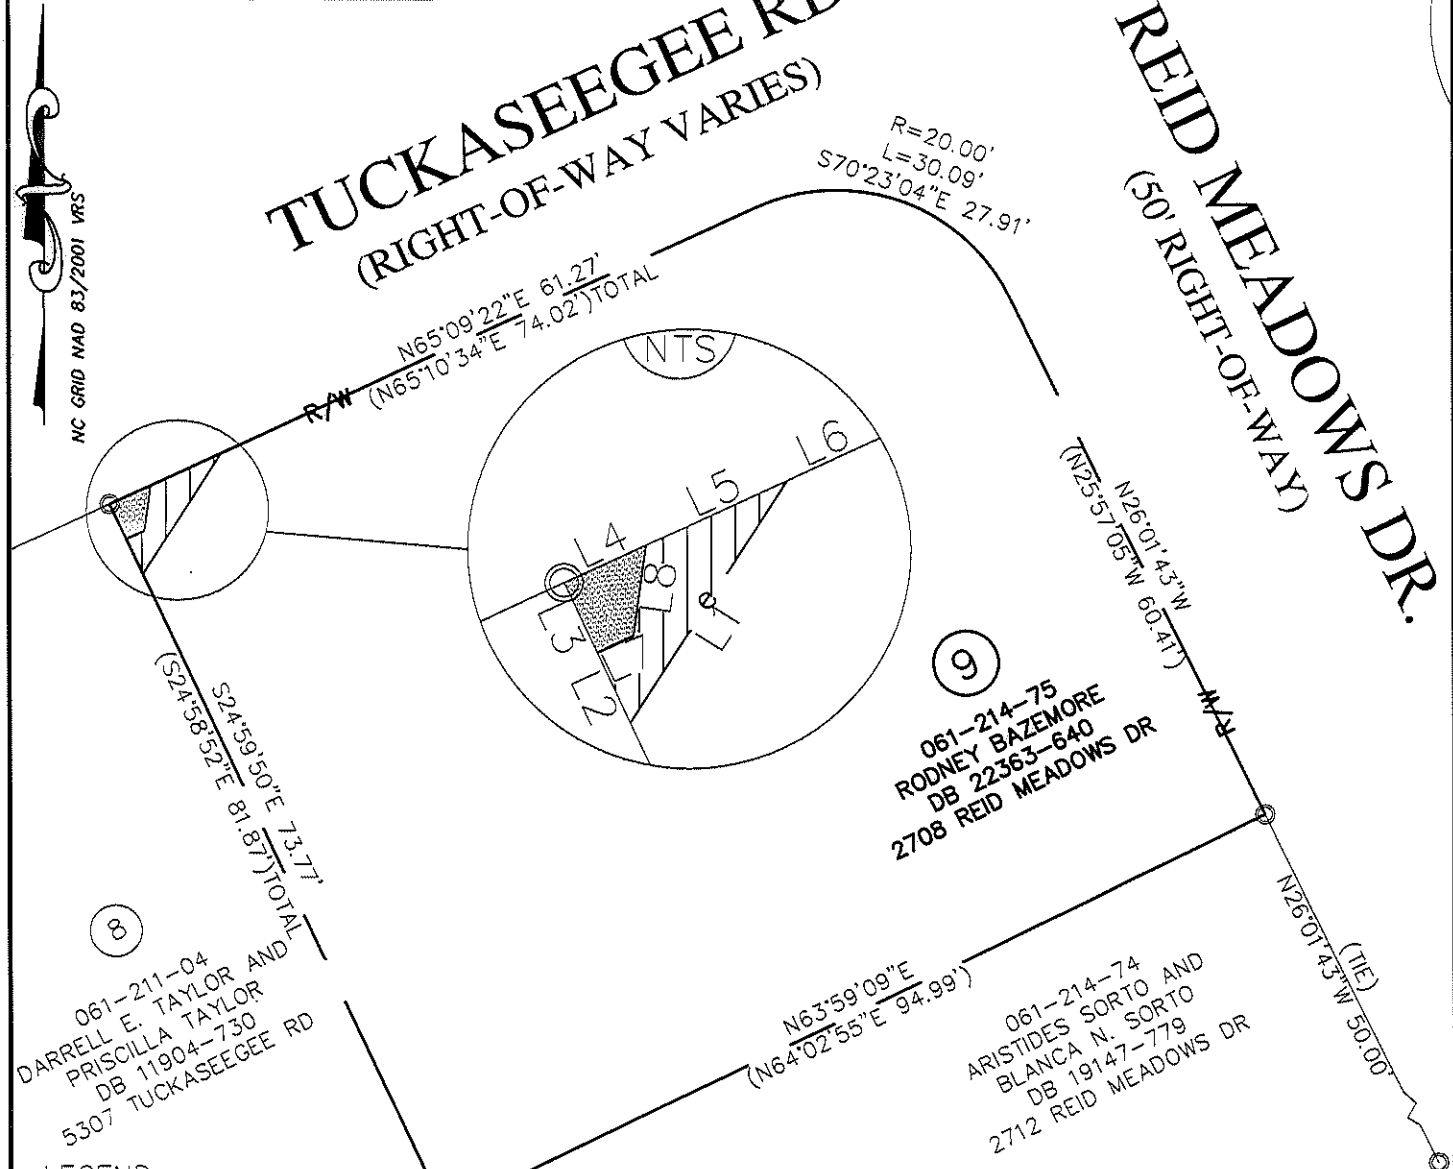 TUCKASEEGEE RD
(RIGHT-OF-WAY VARIES)
REID MEADOWS DR.
(50' RIGHT-OF-WAY)
NC GRID NAD 83/2001 VRS
R=20.00'
L=30.09'
S70°23'04"E 27.91'
N65°09'22"E 61.27'
(N65°10'34"E 74.02')TOTAL
R/W
NTS
L6
L5
L4
L8
L3
L1
L2
L7
N26°01'43"W
(N25°57'05"W 60.41')
R/W
9
061-214-75
RODNEY BAZEMORE
DB 22363-640
2708 REID MEADOWS DR
S24°59'50"E 73.77'
(S24°58'52"E 81.87')TOTAL
8
061-211-04
DARRELL E. TAYLOR AND
PRISCILLA TAYLOR
DB 11904-730
5307 TUCKASEEGEE RD
N63°59'09"E
(N64°02'55"E 94.99')
061-214-74
ARISTIDES SORTO AND
BLANCA N. SORTO
DB 19147-779
2712 REID MEADOWS DR
(TIE)
N26°01'43"W 50.00'
LEGEND